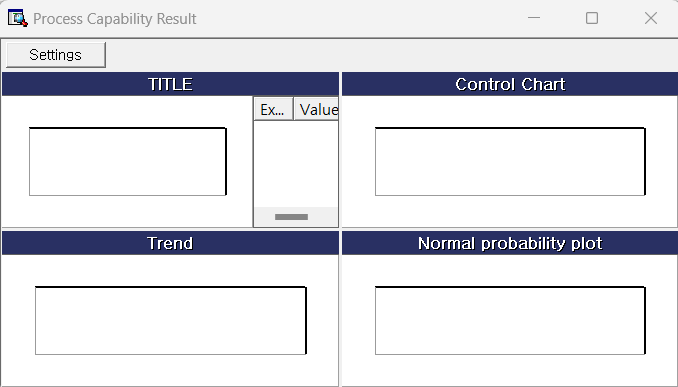 Process Capability Result
Settings
TITLE
Ex... Value
Control Chart
Trend
Normal probability plot